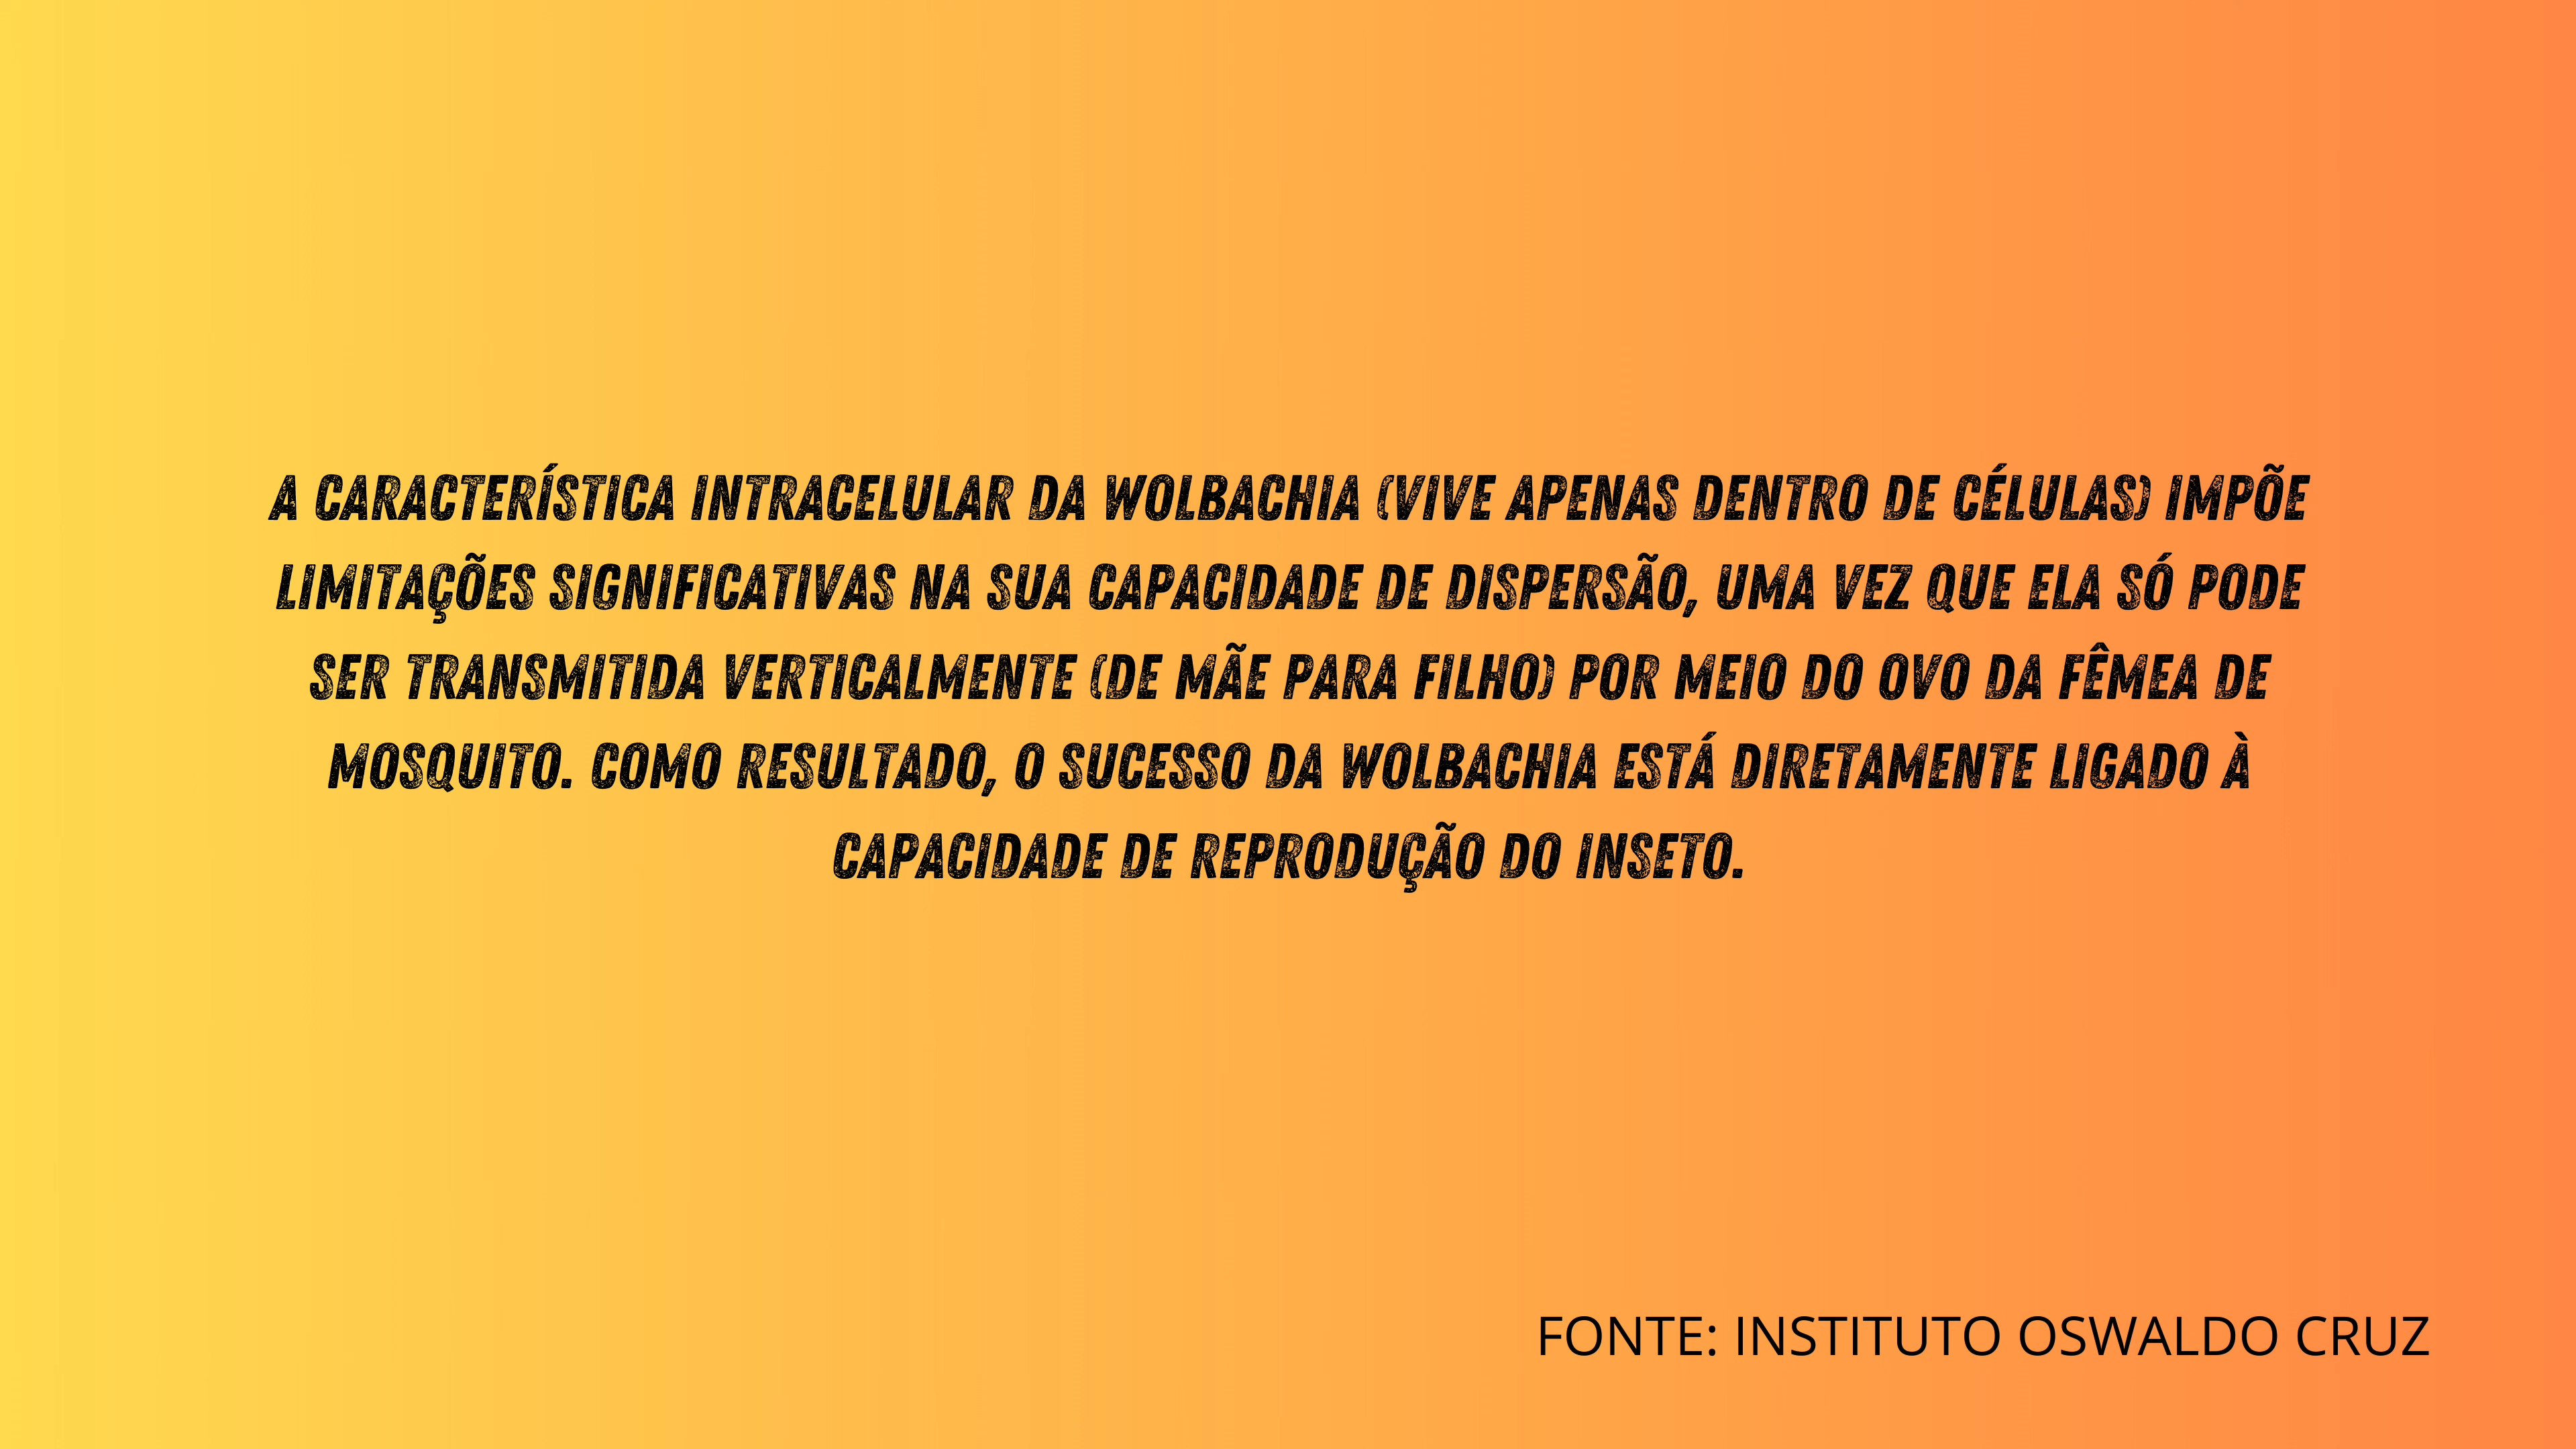 A CARACTERÍSTICA INTRACELULAR DA WOLBACHIA (VIVE APENAS DENTRO DE CÉLULAS) IMPÕE
LIMITAÇÕES SIGNIFICATIVAS NA SUA CAPACIDADE DE DISPERSÃO, UMA VEZ QUE ELA SÓ PODE
SER TRANSMITIDA VERTICALMENTE (DE MÃE PARA FILHO) POR MEIO DO OVO DA FÊMEA DE
MOSQUITO. COMO RESULTADO, O SUCESSO DA WOLBACHIA ESTÁ DIRETAMENTE LIGADO À
CAPACIDADE DE REPRODUÇÃO DO INSETO.
FONTE: INSTITUTO OSWALDO CRUZ